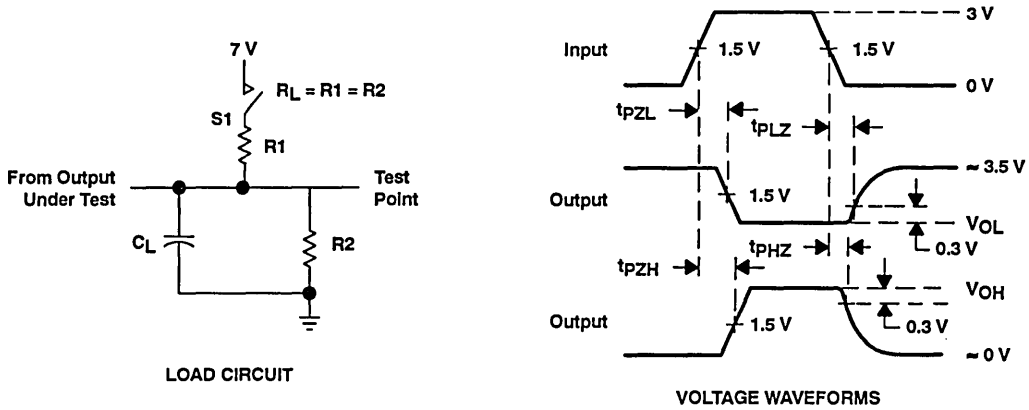 7 V
S1
RL = R1 = R2
R1
From Output
Under Test
Test
Point
CL
R2
LOAD CIRCUIT
3 V
Input
1.5 V
1.5 V
0 V
tPZL
tPLZ
≈ 3.5 V
Output
1.5 V
VOL
0.3 V
tPZH
tPHZ
VOH
Output
1.5 V
0.3 V
≈ 0 V
VOLTAGE WAVEFORMS